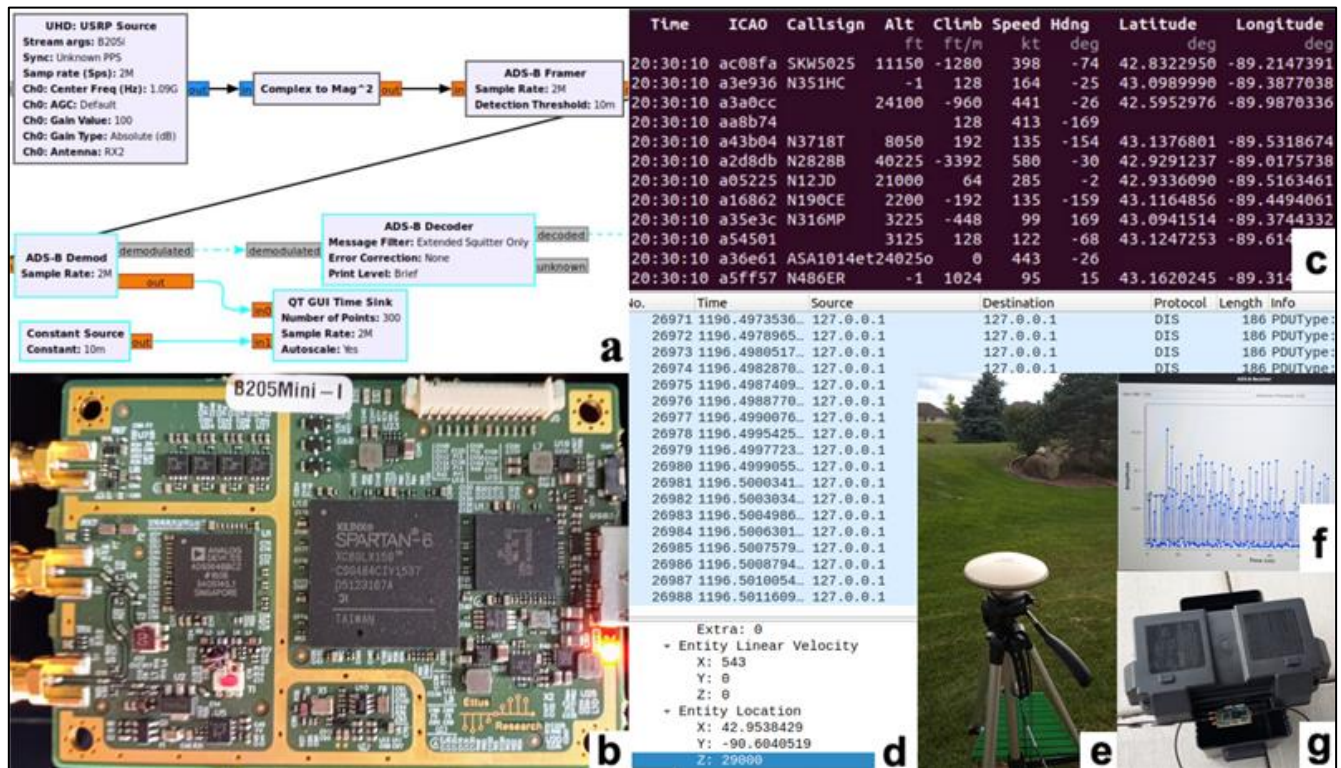 UHD: USRP Source
Stream args: B205i
Sync: Unknown PPS
Samp rate (Sps): 2M
Ch0: Center Freq (Hz): 1.09G
Ch0: AGC: Default
Ch0: Gain Value: 100
Ch0: Gain Type: Absolute (dB)
Ch0: Antenna: RX2
out
in
Complex to Mag^2
out
in
ADS-B Framer
Sample Rate: 2M
Detection Threshold: 10m
ADS-B Demod
Sample Rate: 2M
demodulated
out
demodulated
ADS-B Decoder
Message Filter: Extended Squitter Only
Error Correction: None
Print Level: Brief
decoded
unknown
Constant Source
Constant: 10m
out
in0
in1
QT GUI Time Sink
Number of Points: 300
Sample Rate: 2M
Autoscale: Yes
a
Time ICAO Callsign Alt Climb Speed Hdng Latitude Longitude
ft ft/m kt deg deg deg
20:30:10 ac08fa SKW5025 11150 -1280 398 -74 42.8322950 -89.2147391
20:30:10 a3e936 N351HC -1 128 164 -25 43.0989990 -89.3877038
20:30:10 a3a0cc 24100 -960 441 -26 42.5952976 -89.9870336
20:30:10 aa8b74 128 413 -169
20:30:10 a43b04 N3718T 8050 192 135 -154 43.1376801 -89.5318674
20:30:10 a2d8db N2828B 40225 -3392 580 -30 42.9291237 -89.0175738
20:30:10 a05225 N12JD 21000 64 285 -2 42.9336090 -89.5163461
20:30:10 a16862 N190CE 2200 -192 135 -159 43.1164856 -89.4494061
20:30:10 a35e3c N316MP 3225 -448 99 169 43.0941514 -89.3744332
20:30:10 a54501 3125 128 122 -68 43.1247253 -89.614
20:30:10 a36e61 ASA1014et24025o 0 443 -26
20:30:10 a5ff57 N486ER -1 1024 95 15 43.1620245 -89.314
c
No. Time Source Destination Protocol Length Info
26971 1196.4973536… 127.0.0.1 127.0.0.1 DIS 186 PDUType:
26972 1196.4978965… 127.0.0.1 127.0.0.1 DIS 186 PDUType:
26973 1196.4980517… 127.0.0.1 127.0.0.1 DIS 186 PDUType:
26974 1196.4982870… 127.0.0.1 127.0.0.1 DIS 186 PDUType:
26975 1196.4987409… 127.0.0.1
26976 1196.4988770… 127.0.0.1
26977 1196.4990076… 127.0.0.1
26978 1196.4995425… 127.0.0.1
26979 1196.4997723… 127.0.0.1
26980 1196.4999055… 127.0.0.1
26981 1196.5000341… 127.0.0.1
26982 1196.5003034… 127.0.0.1
26983 1196.5004986… 127.0.0.1
26984 1196.5006301… 127.0.0.1
26985 1196.5007579… 127.0.0.1
26986 1196.5008794… 127.0.0.1
26987 1196.5010054… 127.0.0.1
26988 1196.5011609… 127.0.0.1
Extra: 0
Entity Linear Velocity
X: 543
Y: 0
Z: 0
Entity Location
X: 42.9538429
Y: -90.6040519
Z: 29000
d
B205Mini-I
ANALOG
DEVICES
SINGAPORE
XILINX
SPARTAN-6
TAIWAN
Ettus
Research
b
e
f
g